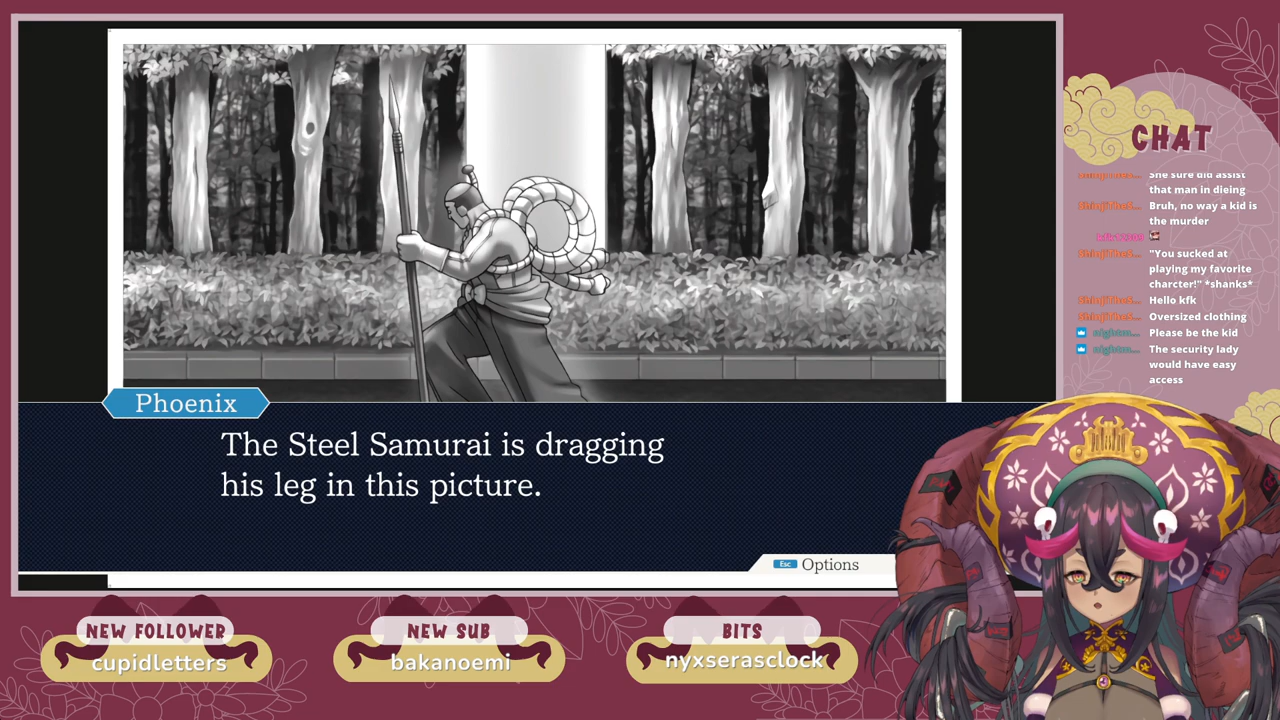 CHAT
She sure did assist
that man in dieing
Bruh, no way a kid is
the murder
"You sucked at
playing my favorite
charcter!" *shanks*
Hello kfk
Oversized clothing
Please be the kid
The security lady
would have easy
access
Phoenix
The Steel Samurai is dragging
his leg in this picture.
Esc Options
NEW FOLLOWER
cupidletters
NEW SUB
bakanoemi
BITS
nyxserasclock